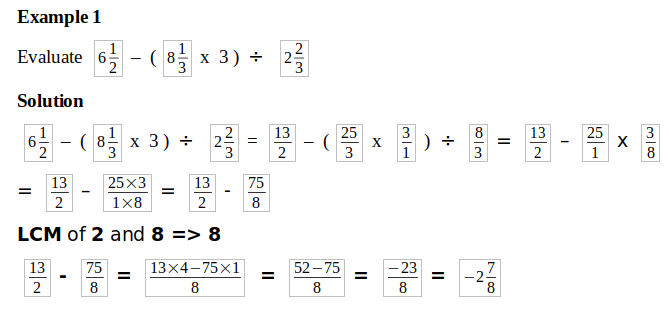 Example 1
Evaluate 6 1/2 – ( 8 1/3 x 3 ) ÷ 2 2/3
Solution
6 1/2 – ( 8 1/3 x 3 ) ÷ 2 2/3 = 13/2 – ( 25/3 x 3/1 ) ÷ 8/3 = 13/2 – 25/1 x 3/8
= 13/2 – 25×3/1×8 = 13/2 - 75/8
LCM of 2 and 8 => 8
13/2 - 75/8 = 13×4−75×1/8 = 52−75/8 = −23/8 = −2 7/8